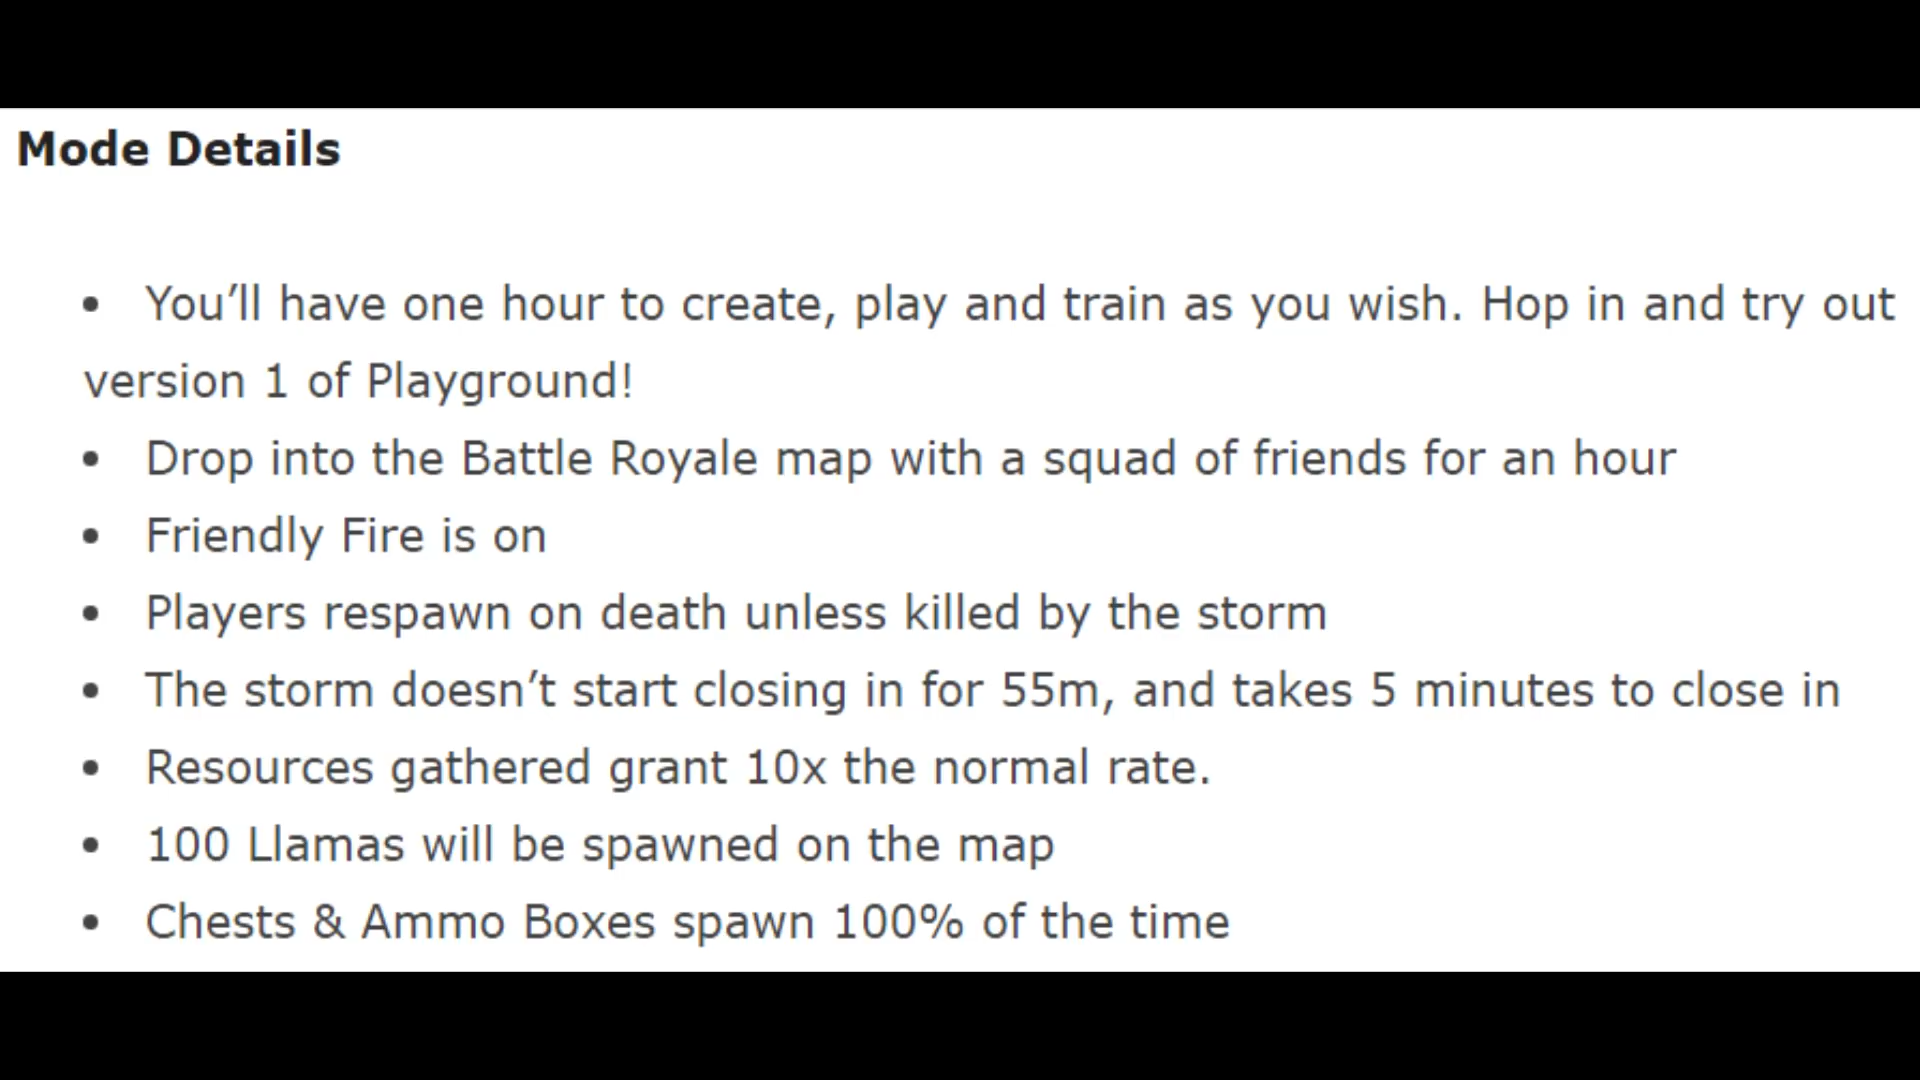 Mode Details
• You’ll have one hour to create, play and train as you wish. Hop in and try out
version 1 of Playground!
• Drop into the Battle Royale map with a squad of friends for an hour
• Friendly Fire is on
• Players respawn on death unless killed by the storm
• The storm doesn’t start closing in for 55m, and takes 5 minutes to close in
• Resources gathered grant 10x the normal rate.
• 100 Llamas will be spawned on the map
• Chests & Ammo Boxes spawn 100% of the time